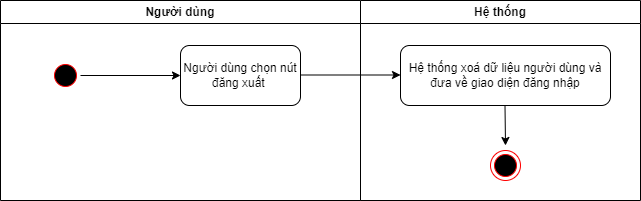 Người dùng
Hệ thống
Người dùng chọn nút
đăng xuất
Hệ thống xoá dữ liệu người dùng và
đưa về giao diện đăng nhập